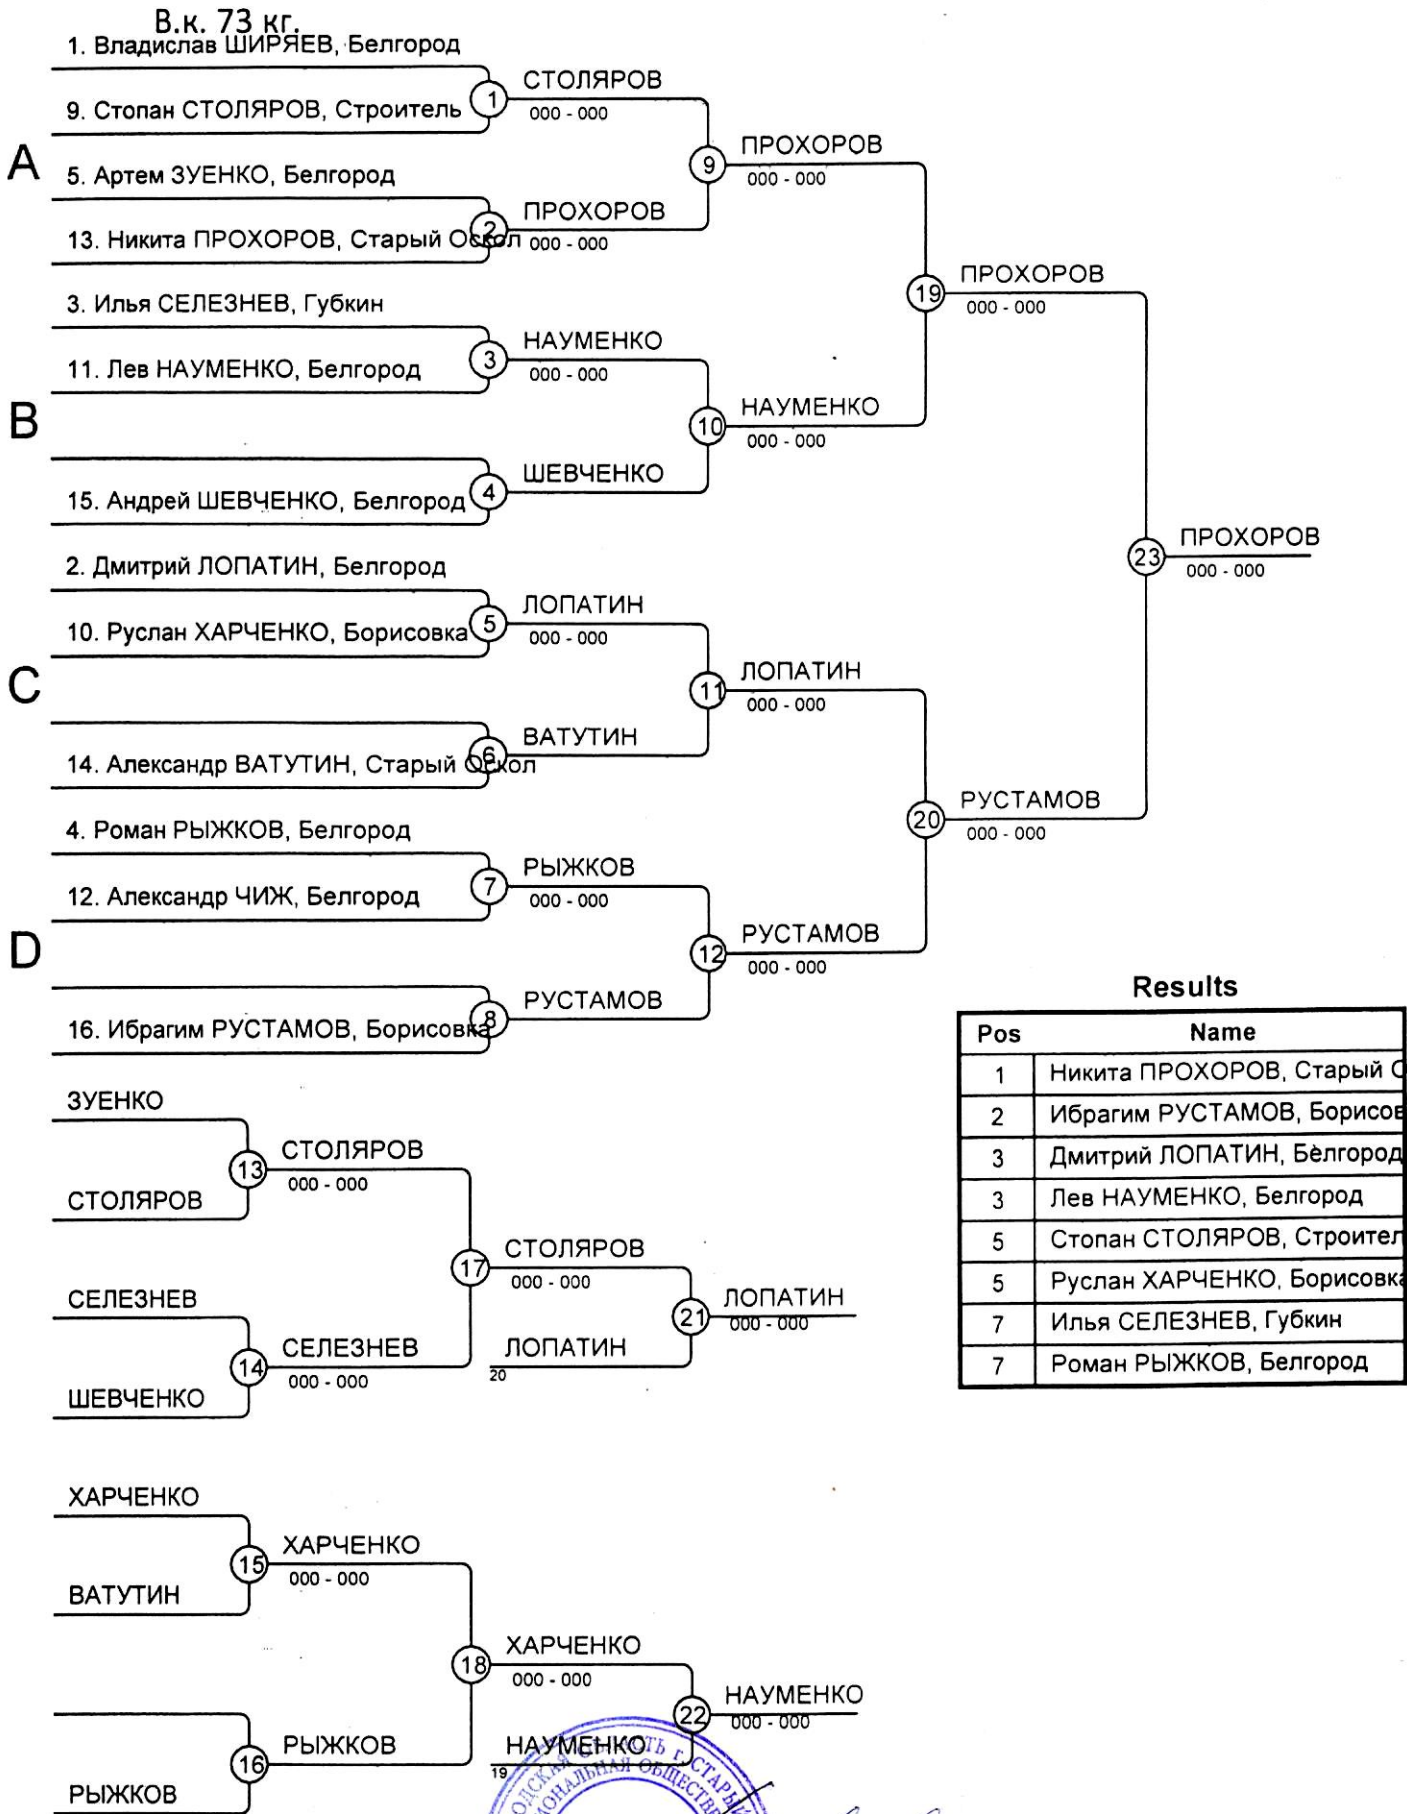 В.к. 73 кг.
1. Владислав ШИРЯЕВ, Белгород
СТОЛЯРОВ
1
9. Стопан СТОЛЯРОВ, Строитель
000 - 000
ПРОХОРОВ
9
A
5. Артем ЗУЕНКО, Белгород
000 - 000
ПРОХОРОВ
2
13. Никита ПРОХОРОВ, Старый Оскол
000 - 000
ПРОХОРОВ
19
3. Илья СЕЛЕЗНЕВ, Губкин
000 - 000
НАУМЕНКО
3
11. Лев НАУМЕНКО, Белгород
000 - 000
B
НАУМЕНКО
10
000 - 000
ШЕВЧЕНКО
4
15. Андрей ШЕВЧЕНКО, Белгород
ПРОХОРОВ
23
000 - 000
2. Дмитрий ЛОПАТИН, Белгород
ЛОПАТИН
5
10. Руслан ХАРЧЕНКО, Борисовка
000 - 000
C
ЛОПАТИН
11
000 - 000
ВАТУТИН
6
14. Александр ВАТУТИН, Старый Оскол
РУСТАМОВ
20
4. Роман РЫЖКОВ, Белгород
000 - 000
РЫЖКОВ
7
12. Александр ЧИЖ, Белгород
000 - 000
D
РУСТАМОВ
12
000 - 000
РУСТАМОВ
8
16. Ибрагим РУСТАМОВ, Борисовка
Results
Pos Name
1 Никита ПРОХОРОВ, Старый
2 Ибрагим РУСТАМОВ, Борисов
3 Дмитрий ЛОПАТИН, Белгород
3 Лев НАУМЕНКО, Белгород
5 Стопан СТОЛЯРОВ, Строител
5 Руслан ХАРЧЕНКО, Борисовка
7 Илья СЕЛЕЗНЕВ, Губкин
7 Роман РЫЖКОВ, Белгород
ЗУЕНКО
СТОЛЯРОВ
13
000 - 000
СТОЛЯРОВ
СТОЛЯРОВ
17
000 - 000
СЕЛЕЗНЕВ
ЛОПАТИН
21
000 - 000
СЕЛЕЗНЕВ
14
000 - 000
ЛОПАТИН
20
ШЕВЧЕНКО
ХАРЧЕНКО
ХАРЧЕНКО
15
000 - 000
ВАТУТИН
ХАРЧЕНКО
18
000 - 000
НАУМЕНКО
22
000 - 000
РЫЖКОВ
16
НАУМЕНКО
19
РЫЖКОВ
г. СТАРЫЙ